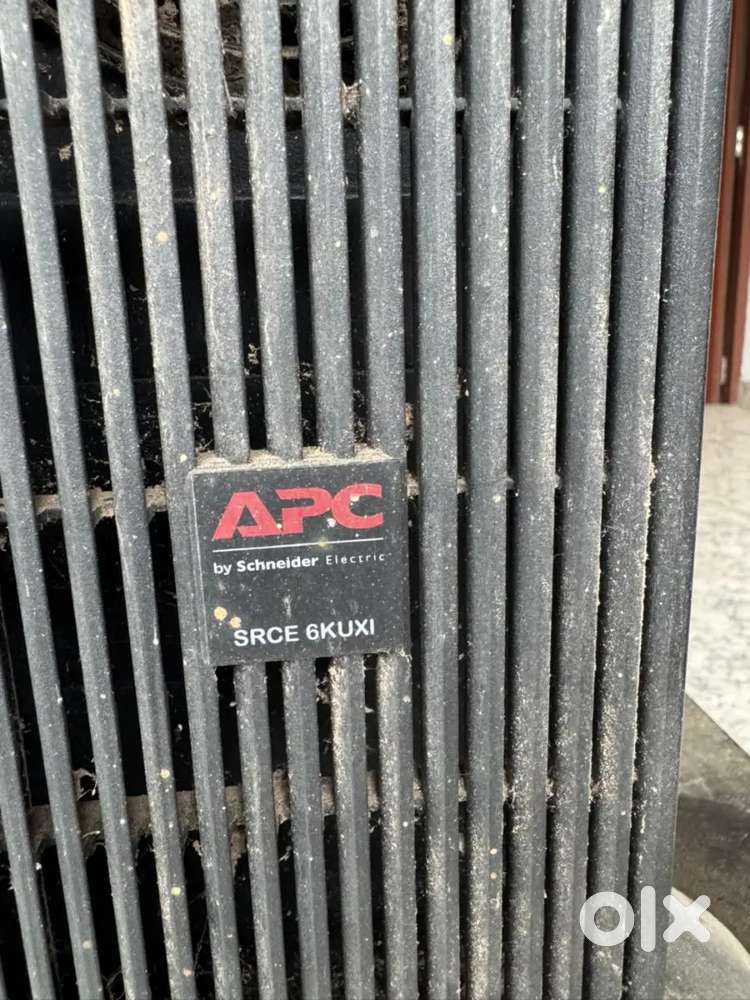 APC
by Schneider Electric
SRCE 6KUXI
olx